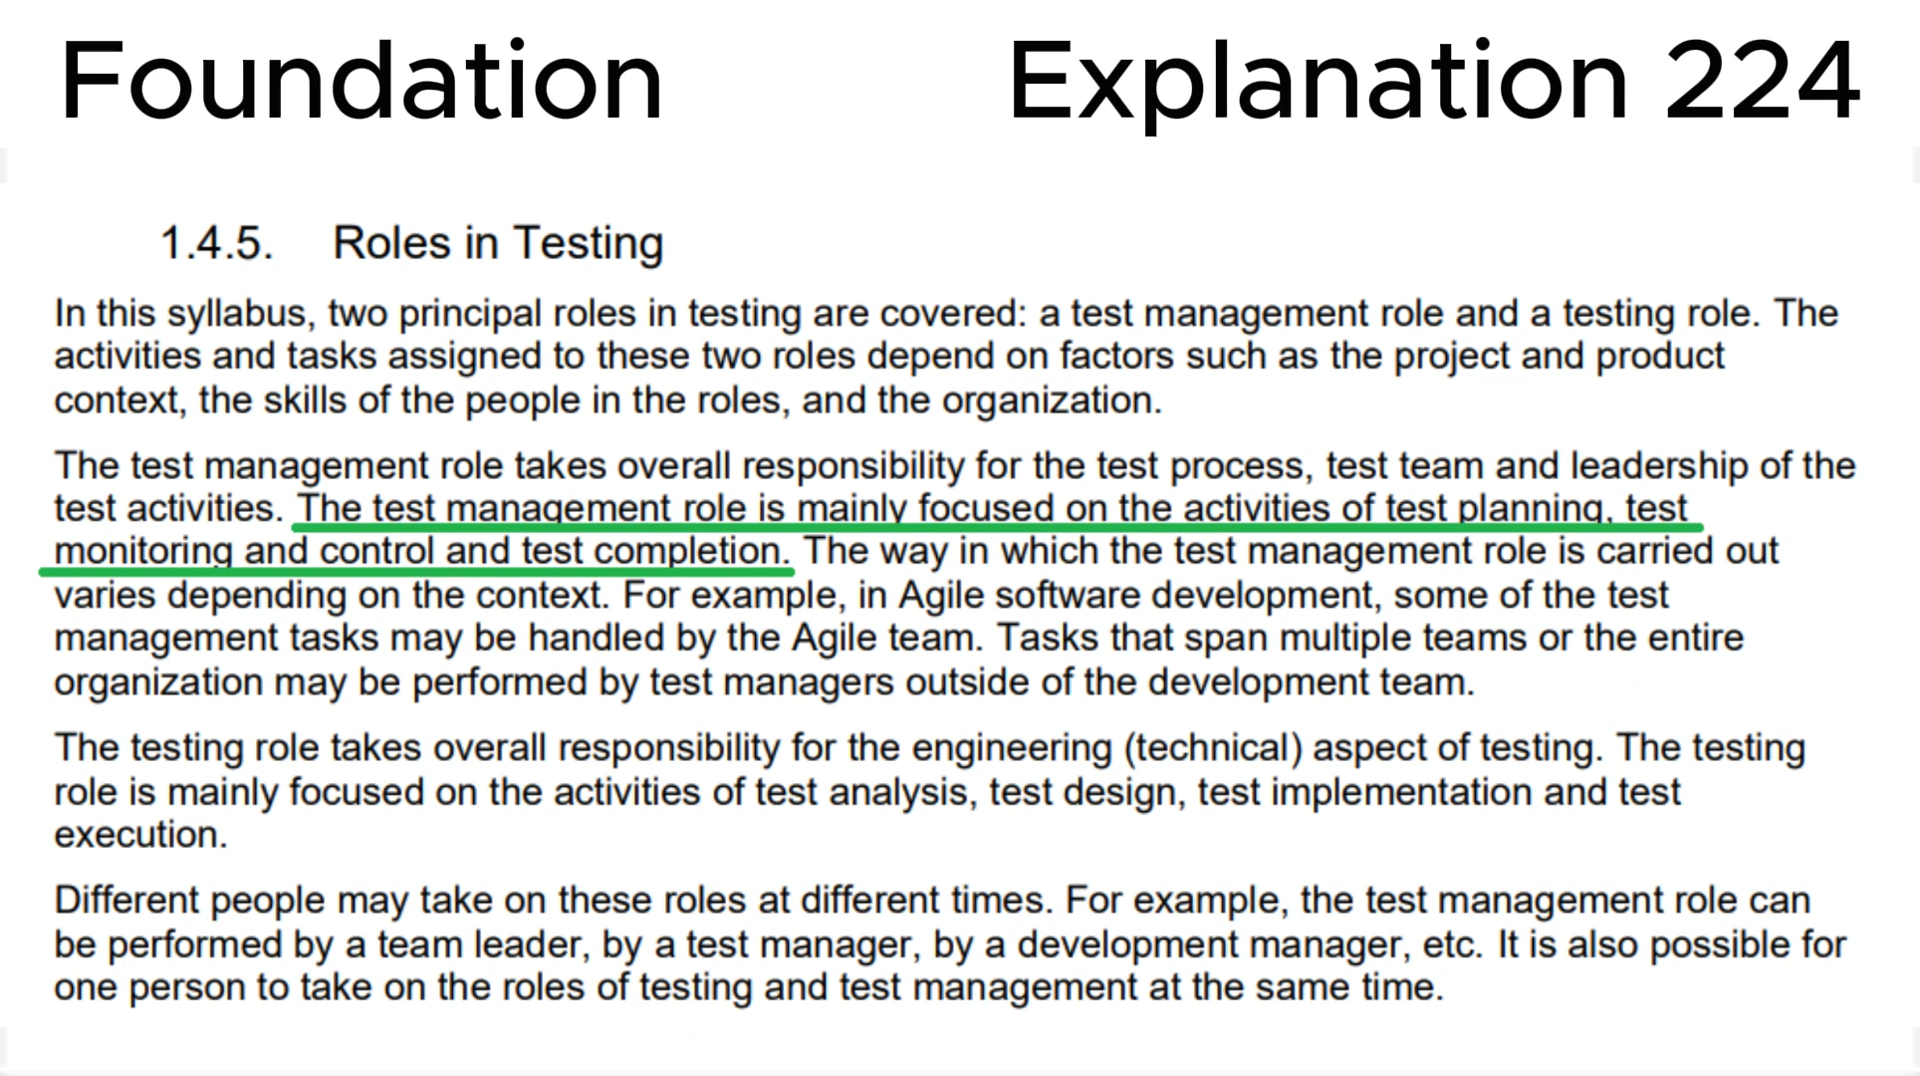 Foundation
Explanation 224
1.4.5. Roles in Testing
In this syllabus, two principal roles in testing are covered: a test management role and a testing role. The
activities and tasks assigned to these two roles depend on factors such as the project and product
context, the skills of the people in the roles, and the organization.
The test management role takes overall responsibility for the test process, test team and leadership of the
test activities. The test management role is mainly focused on the activities of test planning, test
monitoring and control and test completion. The way in which the test management role is carried out
varies depending on the context. For example, in Agile software development, some of the test
management tasks may be handled by the Agile team. Tasks that span multiple teams or the entire
organization may be performed by test managers outside of the development team.
The testing role takes overall responsibility for the engineering (technical) aspect of testing. The testing
role is mainly focused on the activities of test analysis, test design, test implementation and test
execution.
Different people may take on these roles at different times. For example, the test management role can
be performed by a team leader, by a test manager, by a development manager, etc. It is also possible for
one person to take on the roles of testing and test management at the same time.